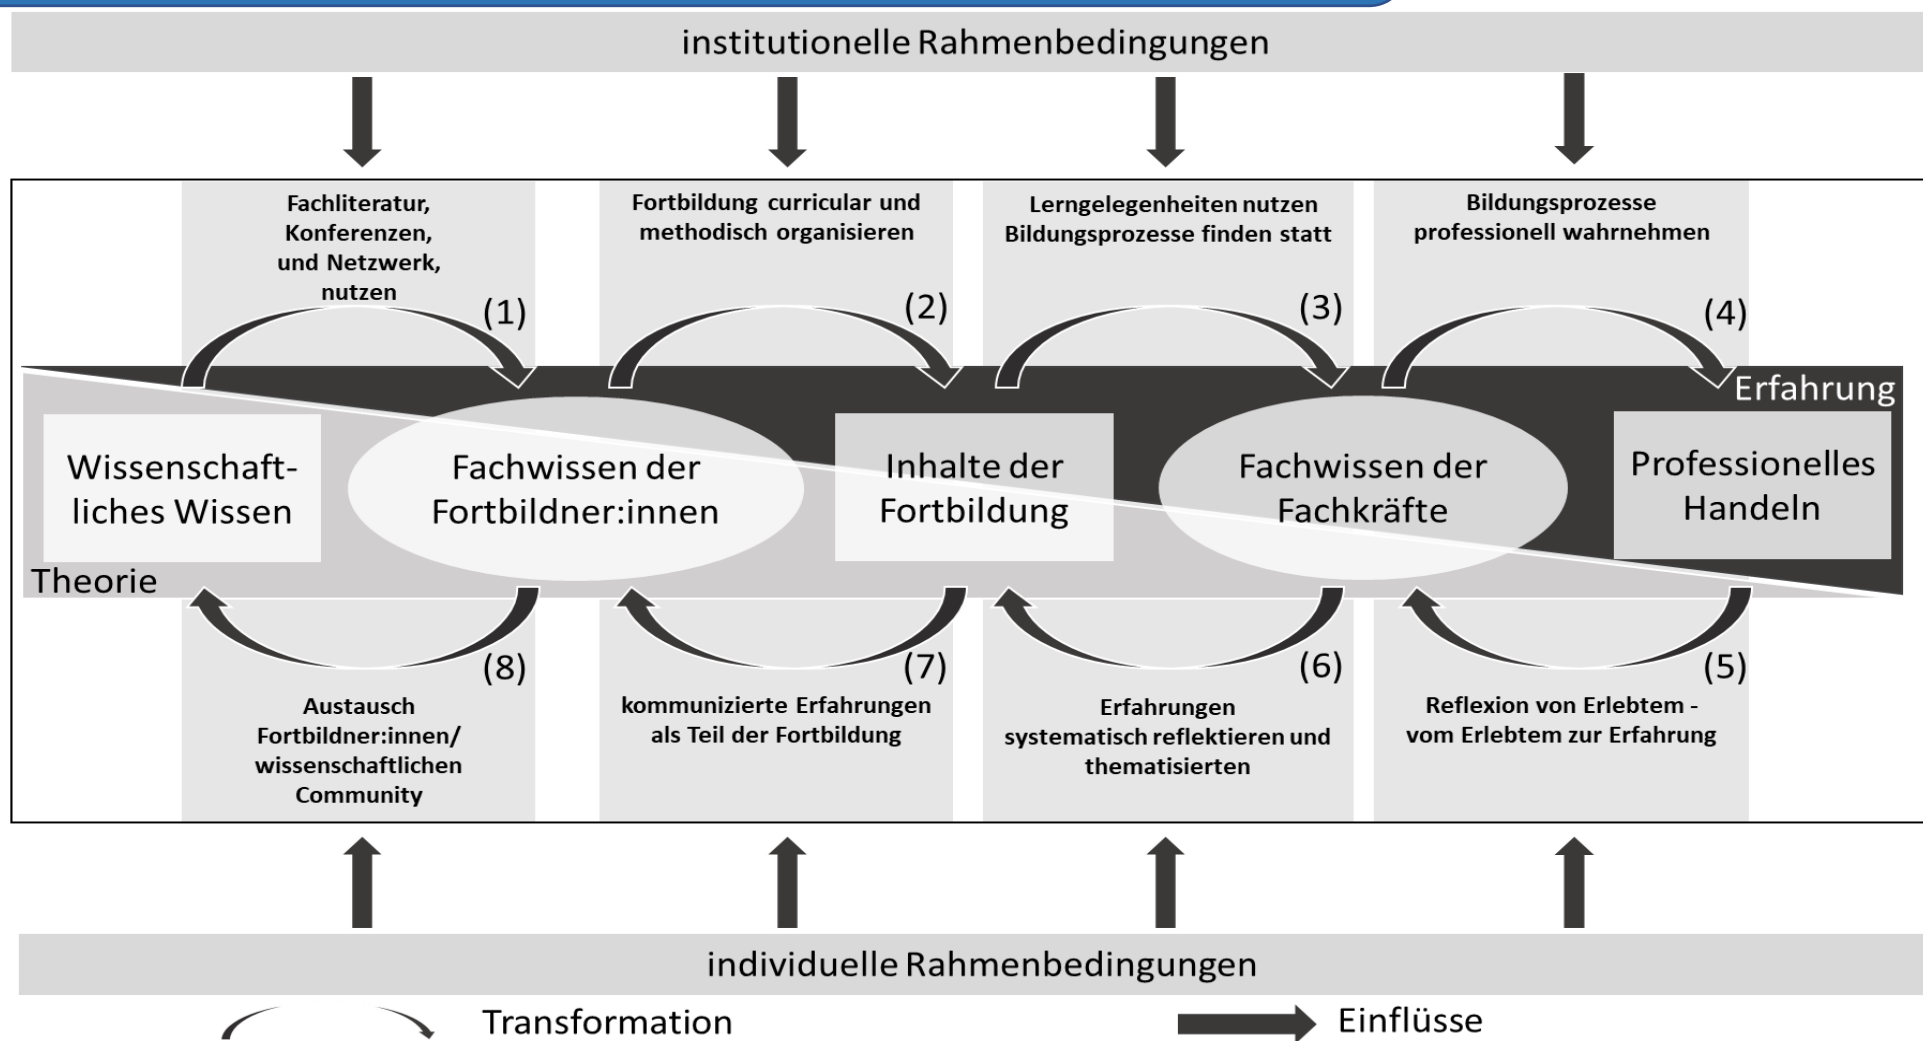 institutionelle Rahmenbedingungen
Fachliteratur,
Konferenzen,
und Netzwerk,
nutzen
(1)
Fortbildung curricular und
methodisch organisieren
(2)
Lerngelegenheiten nutzen
Bildungsprozesse finden statt
(3)
Bildungsprozesse
professionell wahrnehmen
(4)
Erfahrung
Wissenschaft-
liches Wissen
Fachwissen der
Fortbildner:innen
Inhalte der
Fortbildung
Fachwissen der
Fachkräfte
Professionelles
Handeln
Theorie
(8)
Austausch
Fortbildner:innen/
wissenschaftlichen
Community
(7)
kommunizierte Erfahrungen
als Teil der Fortbildung
(6)
Erfahrungen
systematisch reflektieren und
thematisierten
(5)
Reflexion von Erlebtem -
vom Erlebtem zur Erfahrung
individuelle Rahmenbedingungen
Transformation
Einflüsse